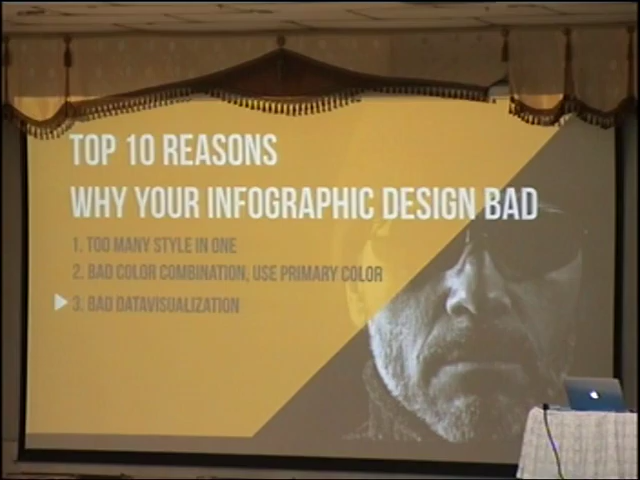 TOP 10 REASONS
WHY YOUR INFOGRAPHIC DESIGN BAD
1. TOO MANY STYLE IN ONE
2. BAD COLOR COMBINATION, USE PRIMARY COLOR
3. BAD DATAVISUALIZATION